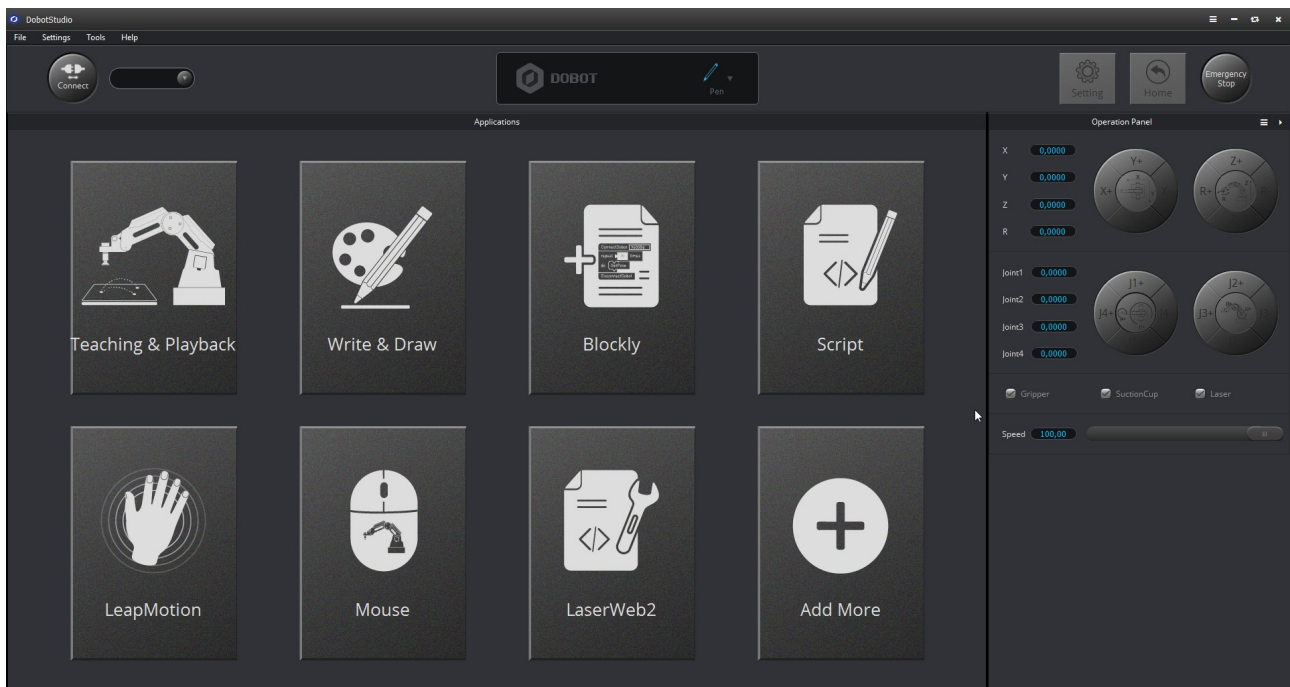 DobotStudio
File Settings Tools Help
Connect
DOBOT
Pen
Setting
Home
Emergency
Stop
Applications
Teaching & Playback
Write & Draw
Blockly
Script
LeapMotion
Mouse
LaserWeb2
Add More
Operation Panel
X 0,0000
Y 0,0000
Z 0,0000
R 0,0000
Y+
X+
Z+
R+
Joint1 0,0000
Joint2 0,0000
Joint3 0,0000
Joint4 0,0000
J1+
J4+
J2+
J3+
Gripper SuctionCup Laser
Speed 100,00